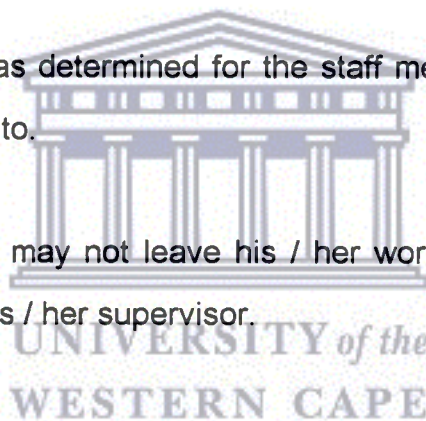 as determined for the staff me
to.
may not leave his / her wor
s / her supervisor.
UNIVERSITY of the
WESTERN CAPE